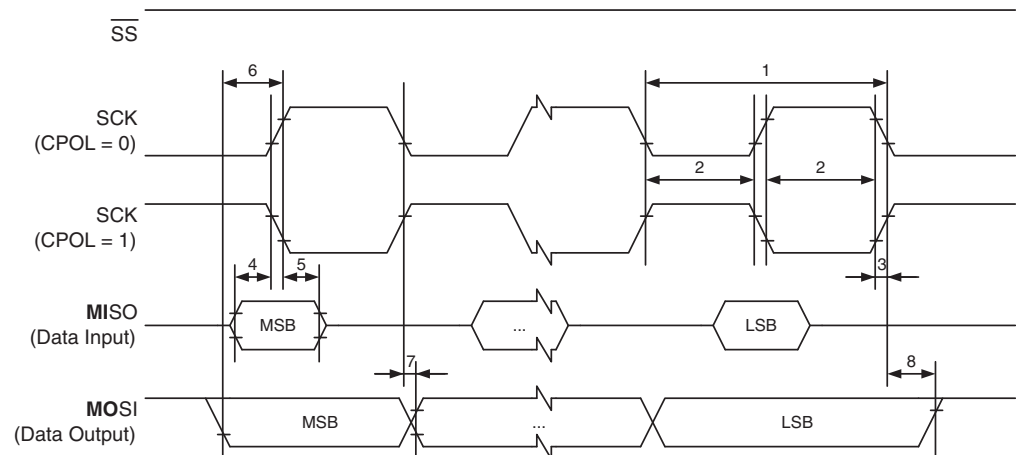 SS
6
1
SCK
(CPOL = 0)
2
2
SCK
(CPOL = 1)
4
5
3
MISO
(Data Input)
MSB
...
LSB
7
8
MOSI
(Data Output)
MSB
...
LSB